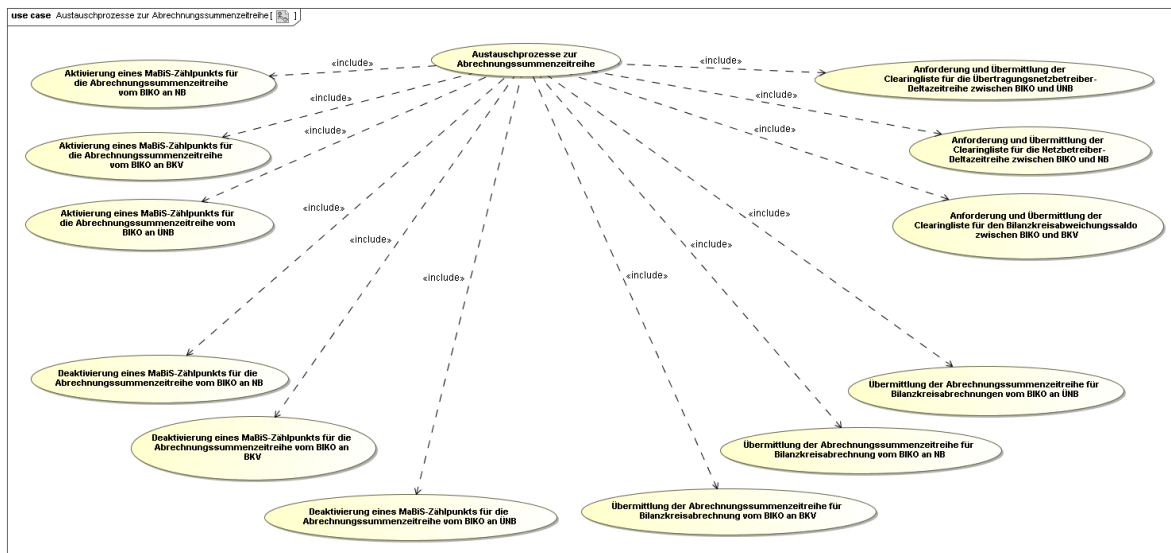 use case Austauschprozesse zur Abrechnungssummenzeitreihe [ ]
Austauschprozesse zur
Abrechnungssummenzeitreihe
«include»
«include»
«include»
«include»
«include»
«include»
«include»
«include»
«include»
«include»
«include»
«include»
Aktivierung eines MaBiS-Zählpunkts für
die Abrechnungssummenzeitreihe
vom BIKO an NB
Aktivierung eines MaBiS-Zählpunkts für
die Abrechnungssummenzeitreihe
vom BIKO an BKV
Aktivierung eines MaBiS-Zählpunkts für
die Abrechnungssummenzeitreihe vom
BIKO an ÜNB
Anforderung und Übermittlung der
Clearingliste für die Übertragungsnetzbetreiber-
Deltazeitreihe zwischen BIKO und ÜNB
Anforderung und Übermittlung der
Clearingliste für die Netzbetreiber-
Deltazeitreihe zwischen BIKO und NB
Anforderung und Übermittlung der
Clearingliste für den Bilanzkreisabweichungssaldo
zwischen BIKO und BKV
Deaktivierung eines MaBiS-Zählpunkts für die
Abrechnungssummenzeitreihe vom BIKO an NB
Deaktivierung eines MaBiS-Zählpunkts für die
Abrechnungssummenzeitreihe vom BIKO an
BKV
Deaktivierung eines MaBiS-Zählpunkts für die
Abrechnungssummenzeitreihe vom BIKO an ÜNB
Übermittlung der Abrechnungssummenzeitreihe für
Bilanzkreisabrechnungen vom BIKO an ÜNB
Übermittlung der Abrechnungssummenzeitreihe für
Bilanzkreisabrechnung vom BIKO an NB
Übermittlung der Abrechnungssummenzeitreihe für
Bilanzkreisabrechnung vom BIKO an BKV